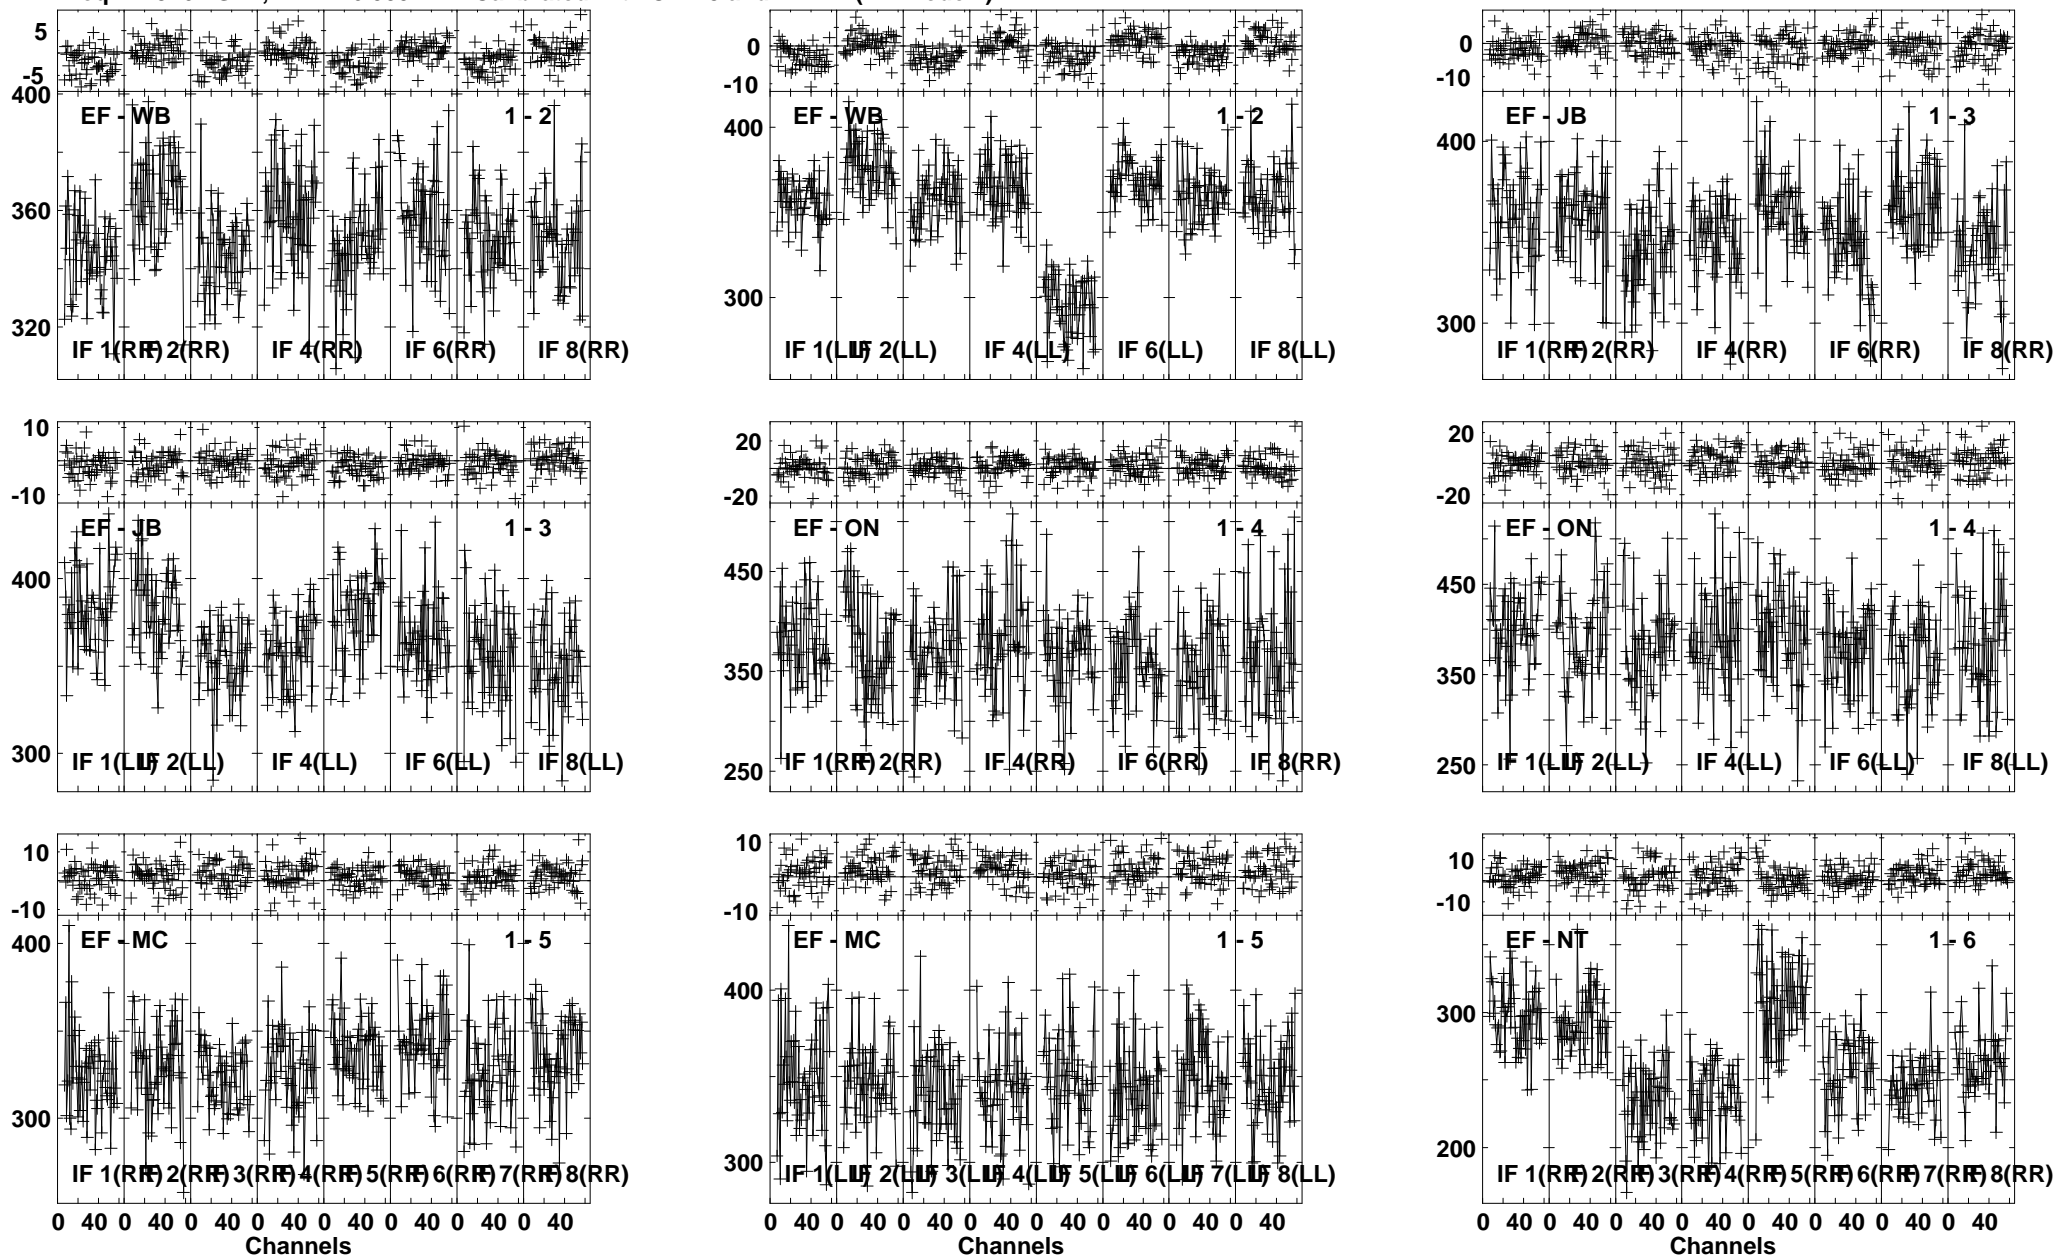 5
-5
400
360
320
EF - WB
1 - 2
IF 1(RR)
IF 2(RR)
IF 4(RR)
IF 6(RR)
IF 8(RR)
0
-10
400
300
EF - WB
1 - 2
IF 1(LL)
IF 2(LL)
IF 4(LL)
IF 6(LL)
IF 8(LL)
0
-10
400
300
EF - JB
1 - 3
IF 1(RR)
IF 2(RR)
IF 4(RR)
IF 6(RR)
IF 8(RR)
10
-10
400
300
EF - JB
1 - 3
IF 1(LL)
IF 2(LL)
IF 4(LL)
IF 6(LL)
IF 8(LL)
20
-20
450
350
250
EF - ON
1 - 4
IF 1(RR)
IF 2(RR)
IF 4(RR)
IF 6(RR)
IF 8(RR)
20
-20
450
350
250
EF - ON
1 - 4
IF 1(LL)
IF 2(LL)
IF 4(LL)
IF 6(LL)
IF 8(LL)
10
-10
400
300
EF - MC
1 - 5
IF 1(RR)
IF 2(RR)
IF 3(RR)
IF 4(RR)
IF 5(RR)
IF 6(RR)
IF 7(RR)
IF 8(RR)
0 40 0 40 0 40 0 40 0 40 0 40 0 40 0 40
Channels
10
-10
400
300
EF - MC
1 - 5
IF 1(LL)
IF 2(LL)
IF 3(LL)
IF 4(LL)
IF 5(LL)
IF 6(LL)
IF 7(LL)
IF 8(LL)
0 40 0 40 0 40 0 40 0 40 0 40 0 40 0 40
Channels
10
-10
300
200
EF - NT
1 - 6
IF 1(RR)
IF 2(RR)
IF 3(RR)
IF 4(RR)
IF 5(RR)
IF 6(RR)
IF 7(RR)
IF 8(RR)
0 40 0 40 0 40 0 40 0 40 0 40 0 40 0 40
Channels